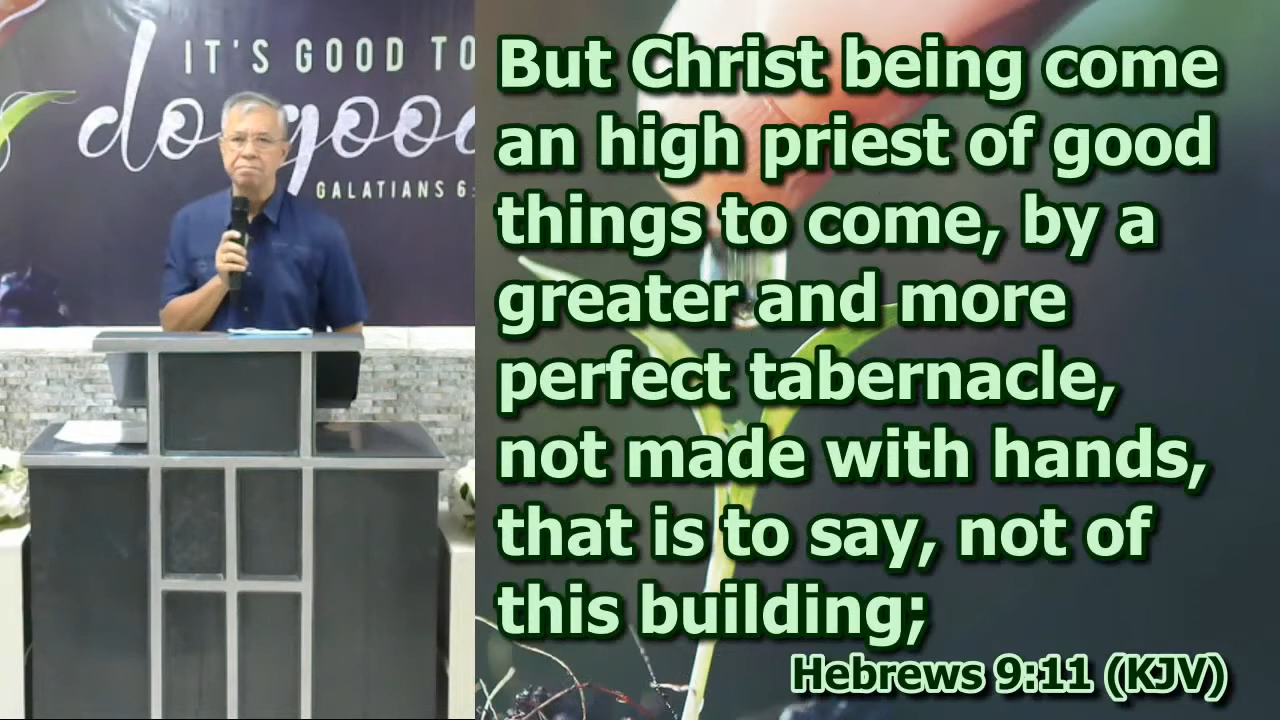 IT'S GOOD TO
do good
GALATIANS 6:
But Christ being come
an high priest of good
things to come, by a
greater and more
perfect tabernacle,
not made with hands,
that is to say, not of
this building;
Hebrews 9:11 (KJV)